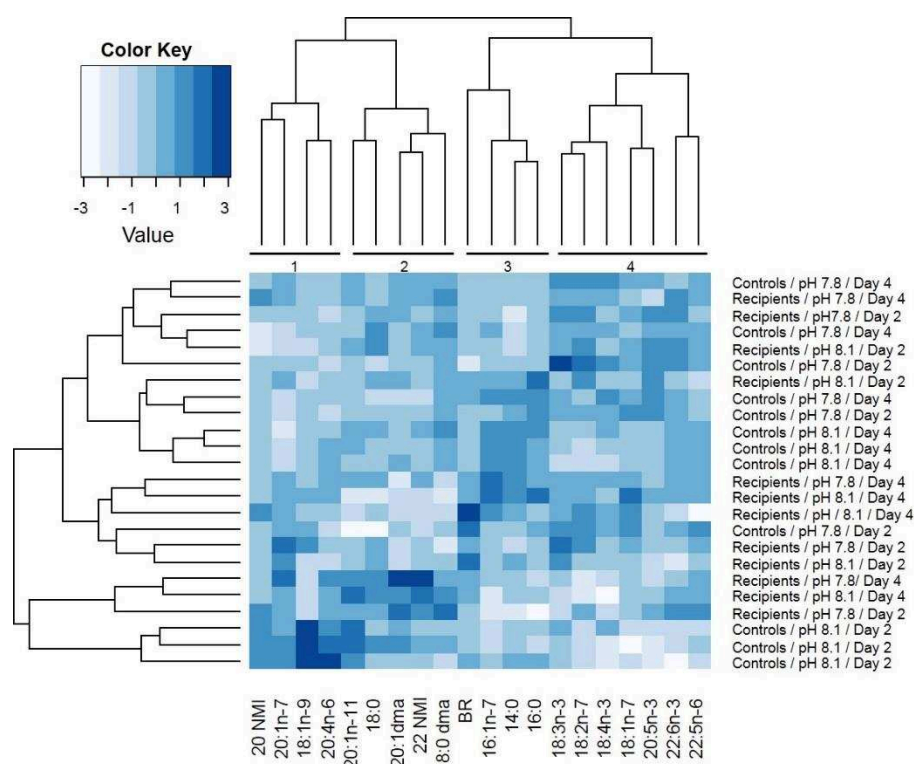 Color Key
-3 -1 1 3
Value
1 2 3 4
Controls / pH 7.8 / Day 4
Recipients / pH 7.8 / Day 4
Recipients / pH7.8 / Day 2
Controls / pH 7.8 / Day 4
Recipients / pH 8.1 / Day 2
Controls / pH 7.8 / Day 2
Recipients / pH 8.1 / Day 2
Controls / pH 7.8 / Day 4
Controls / pH 7.8 / Day 2
Controls / pH 8.1 / Day 4
Controls / pH 8.1 / Day 4
Controls / pH 8.1 / Day 4
Recipients / pH 7.8 / Day 4
Recipients / pH 8.1 / Day 4
Recipients / pH / 8.1 / Day 4
Controls / pH 7.8 / Day 2
Recipients / pH 7.8 / Day 2
Recipients / pH 8.1 / Day 2
Recipients / pH 7.8/ Day 4
Recipients / pH 8.1 / Day 4
Recipients / pH 7.8 / Day 2
Controls / pH 8.1 / Day 2
Controls / pH 8.1 / Day 2
Controls / pH 8.1 / Day 2
20 NMI
20:1n-7
18:1n-9
20:4n-6
20:1n-11
18:0
20:1dma
22 NMI
8:0 dma
BR
16:1n-7
14:0
16:0
18:3n-3
18:2n-7
18:4n-3
18:1n-7
20:5n-3
22:6n-3
22:5n-6